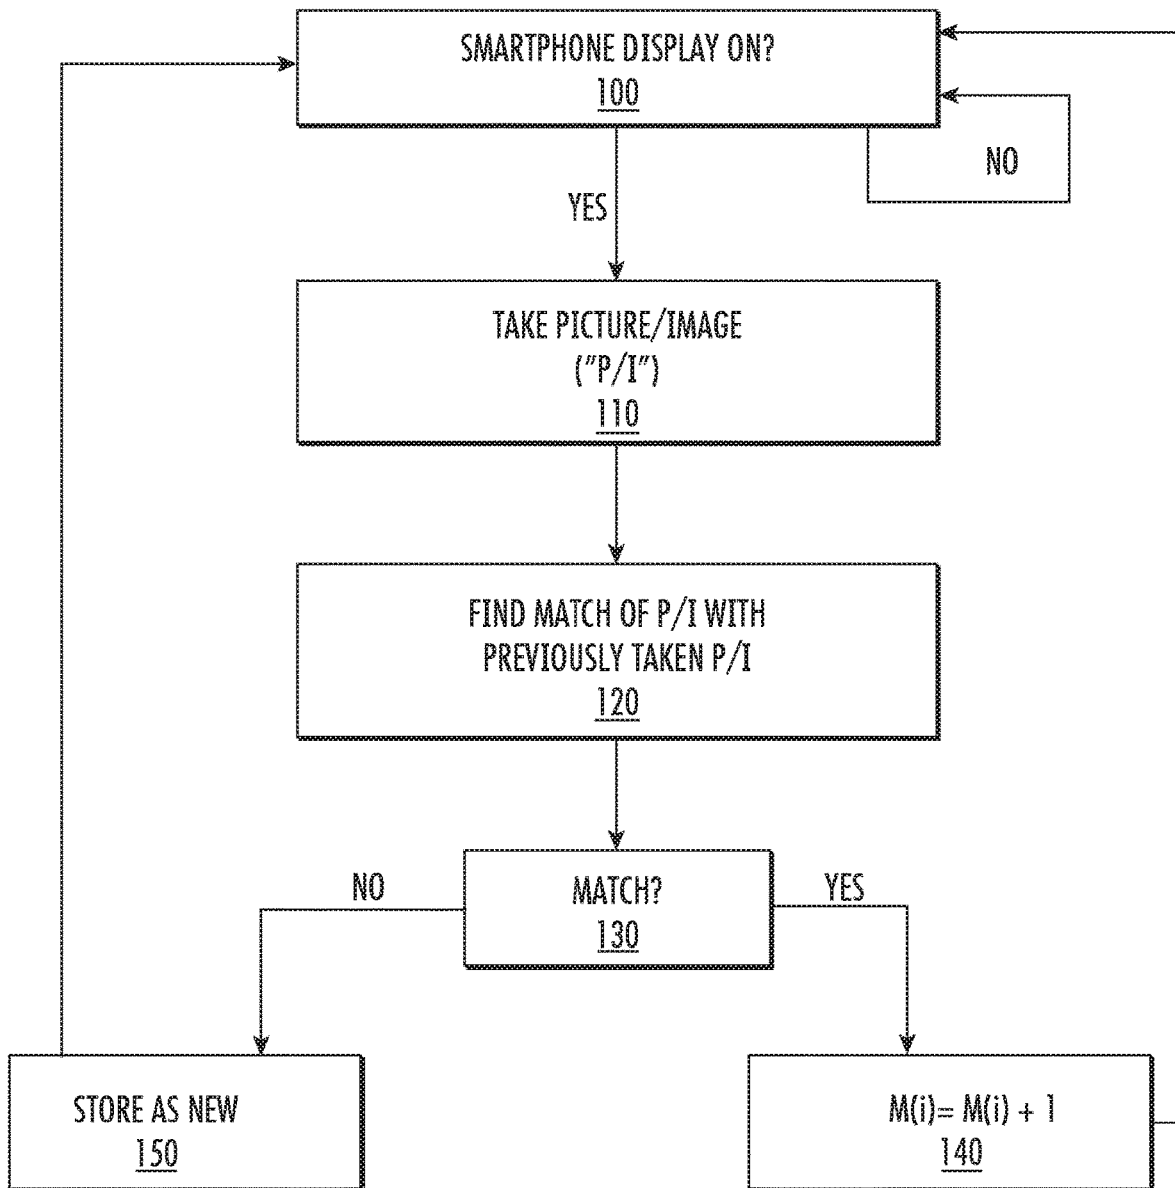 SMARTPHONE DISPLAY ON?
100
NO
YES
TAKE PICTURE/IMAGE
("P/I")
110
FIND MATCH OF P/I WITH
PREVIOUSLY TAKEN P/I
120
NO
MATCH?
130
YES
STORE AS NEW
150
M(i)= M(i) + 1
140